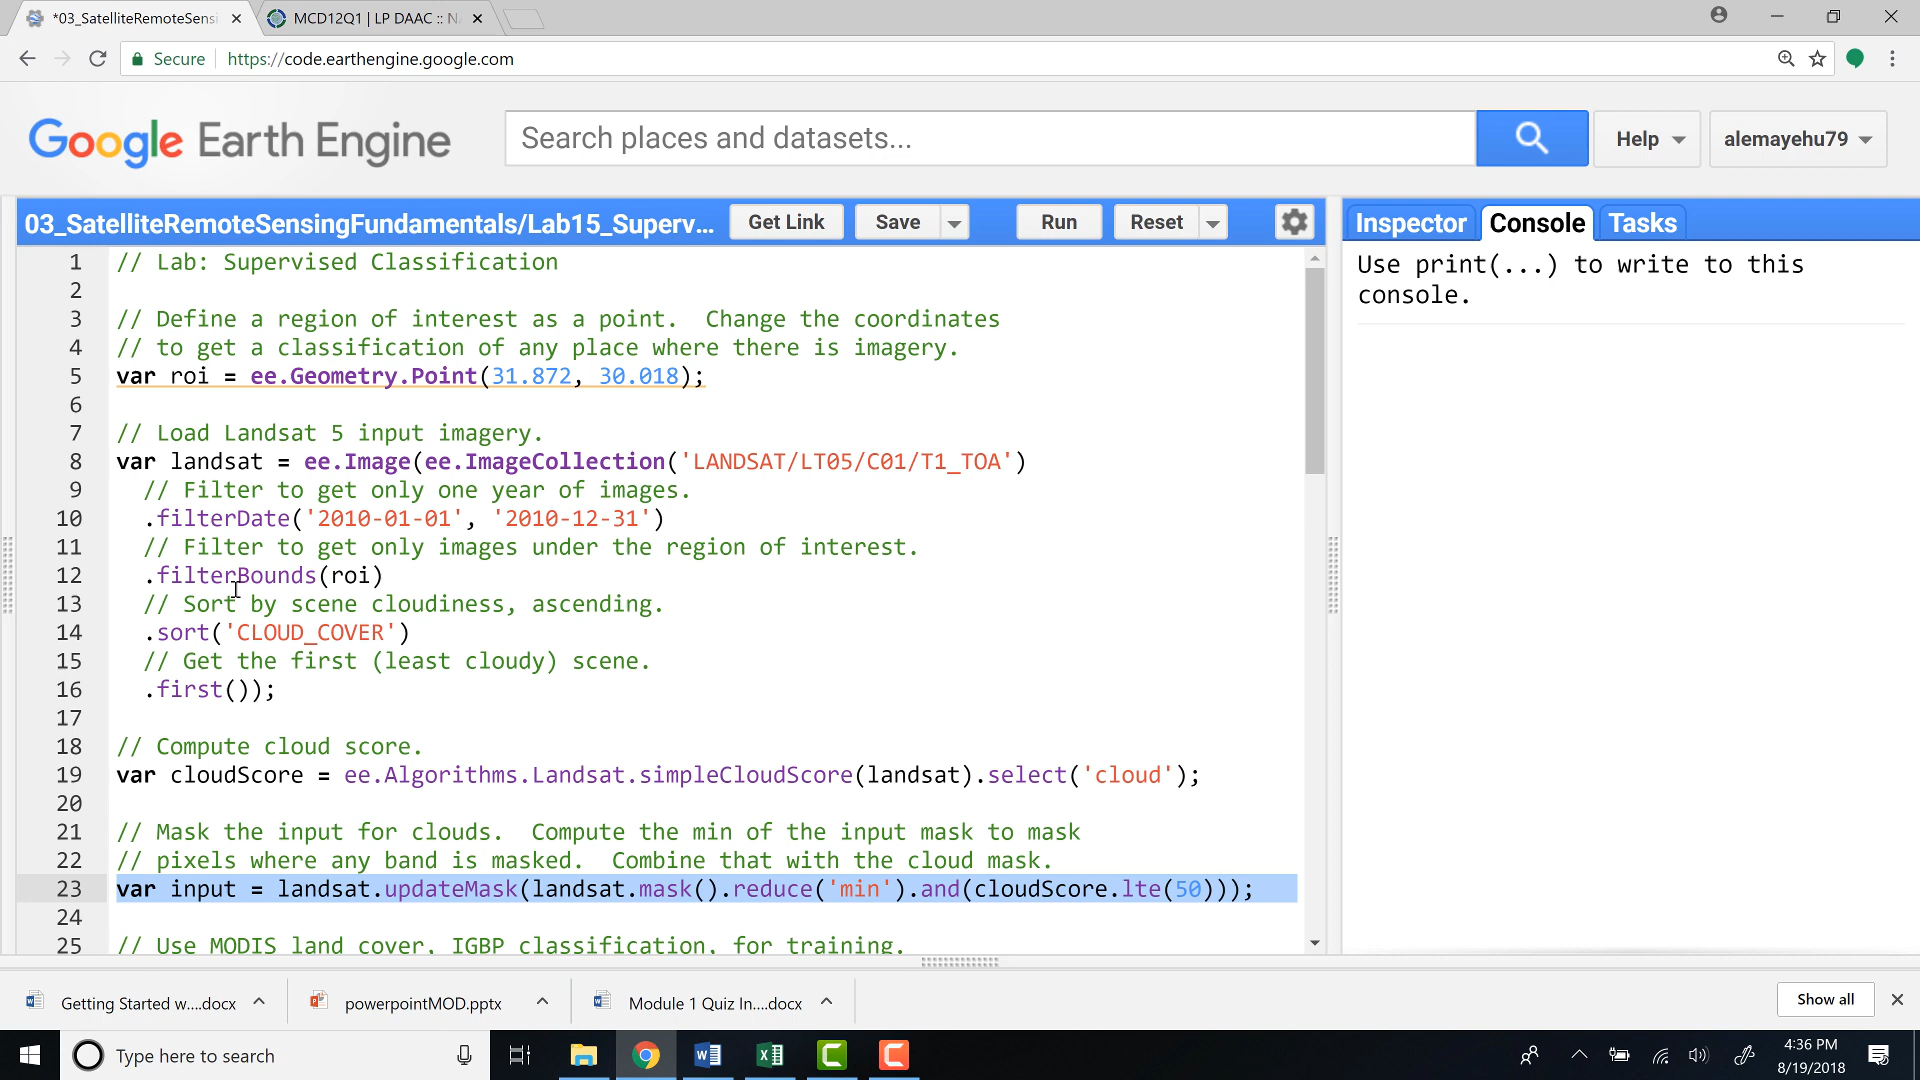 *03_SatelliteRemoteSensi
MCD12Q1 | LP DAAC :: N
Secure https://code.earthengine.google.com
Google Earth Engine
Search places and datasets...
Help
alemayehu79
03_SatelliteRemoteSensingFundamentals/Lab15_Superv...
Get Link
Save
Run
Reset
Inspector
Console
Tasks
Use print(...) to write to this
console.
1 // Lab: Supervised Classification
2
3 // Define a region of interest as a point.  Change the coordinates
4 // to get a classification of any place where there is imagery.
5 var roi = ee.Geometry.Point(31.872, 30.018);
6
7 // Load Landsat 5 input imagery.
8 var landsat = ee.Image(ee.ImageCollection('LANDSAT/LT05/C01/T1_TOA')
9   // Filter to get only one year of images.
10   .filterDate('2010-01-01', '2010-12-31')
11   // Filter to get only images under the region of interest.
12   .filterBounds(roi)
13   // Sort by scene cloudiness, ascending.
14   .sort('CLOUD_COVER')
15   // Get the first (least cloudy) scene.
16   .first());
17
18 // Compute cloud score.
19 var cloudScore = ee.Algorithms.Landsat.simpleCloudScore(landsat).select('cloud');
20
21 // Mask the input for clouds.  Compute the min of the input mask to mask
22 // pixels where any band is masked.  Combine that with the cloud mask.
23 var input = landsat.updateMask(landsat.mask().reduce('min').and(cloudScore.lte(50)));
24
25 // Use MODIS land cover, IGBP classification, for training.
Getting Started w....docx
powerpointMOD.pptx
Module 1 Quiz In....docx
Show all
Type here to search
4:36 PM
8/19/2018